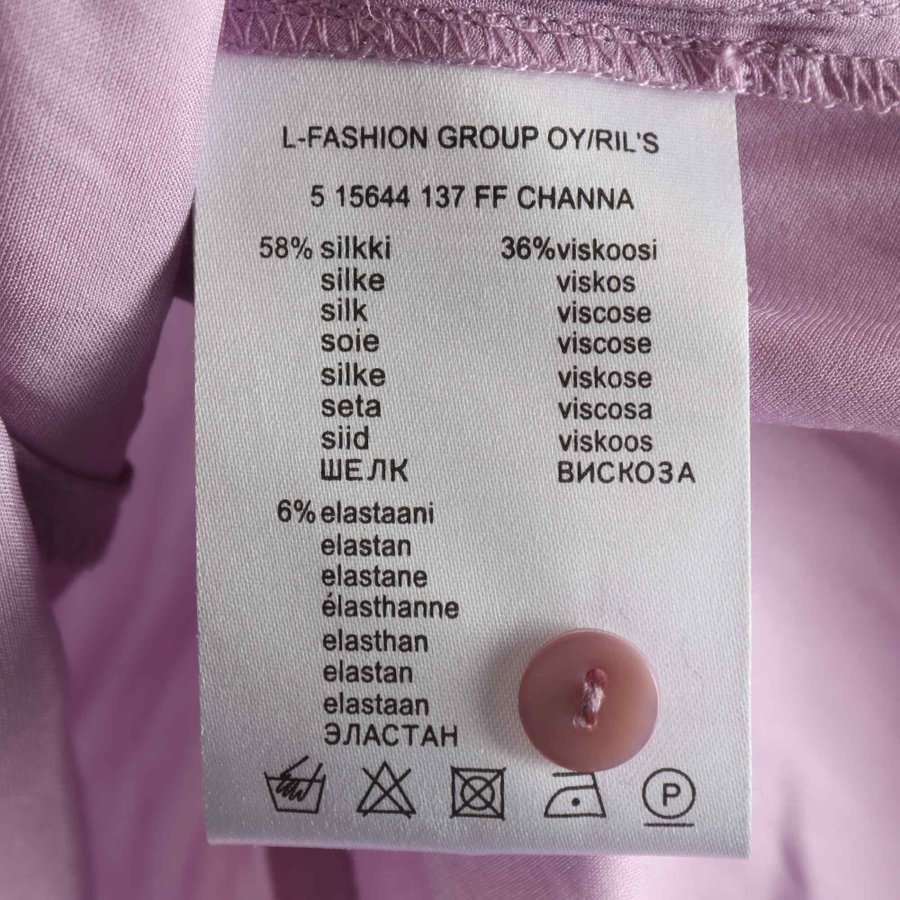 L-FASHION GROUP OY/RIL'S
5 15644 137 FF CHANNA
58% silkki 36%viskoosi
silke viskos
silk viscose
soie viscose
silke viskose
seta viscosa
siid viskoos
ШЕЛК ВИСКОЗА
6% elastaani
elastan
elastane
élasthanne
elasthan
elastan
elastaan
ЭЛАСТАН
P